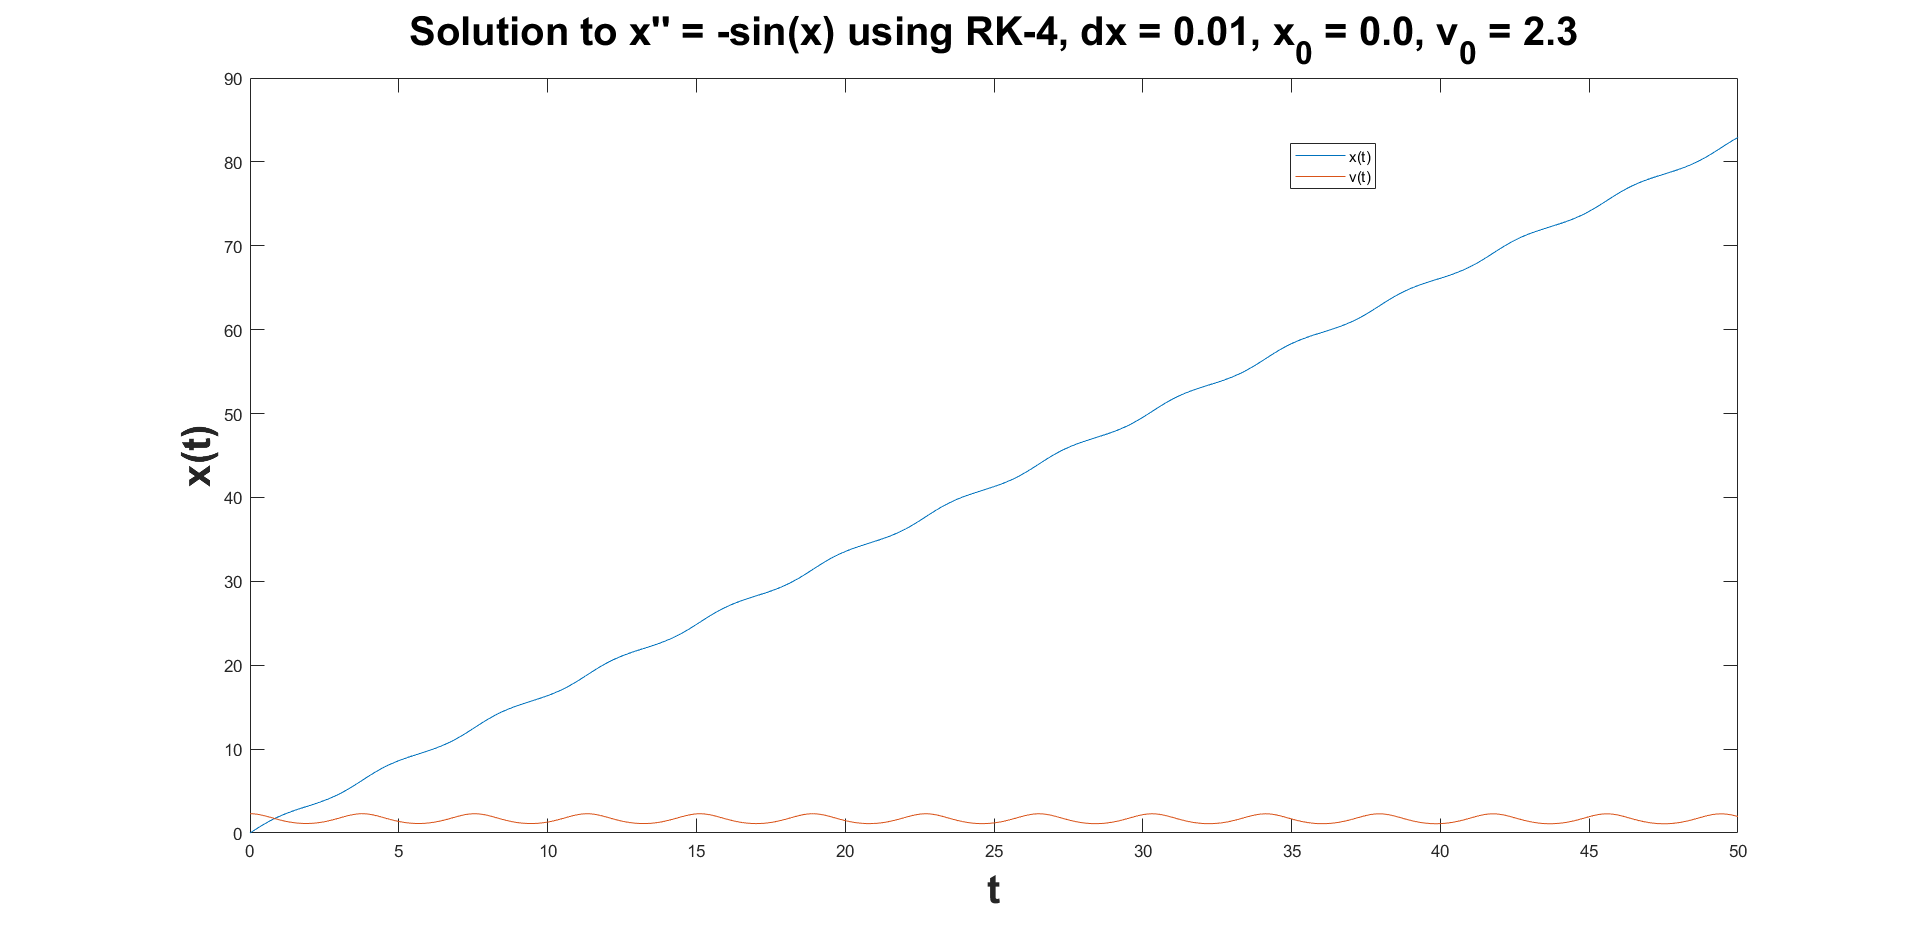 Solution to x" = -sin(x) using RK-4, dx = 0.01, x0 = 0.0, v0 = 2.3
90
80
70
60
50
40
30
20
10
0
x(t)
x(t)
v(t)
0 5 10 15 20 25 30 35 40 45 50
t